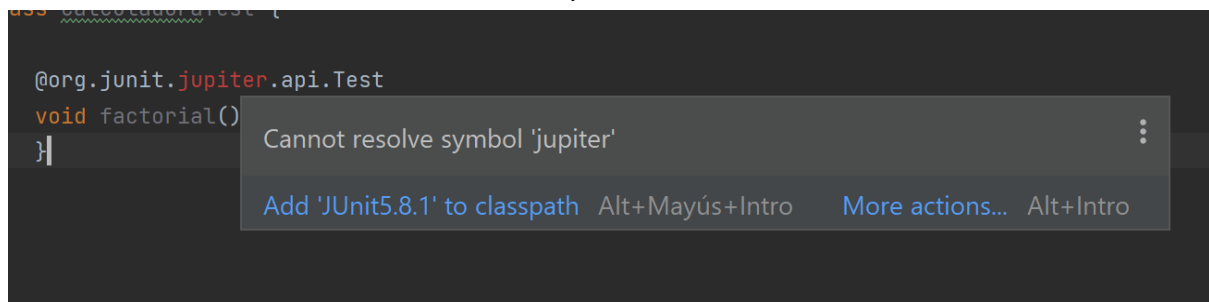 @org.junit.jupiter.api.Test
void factorial()
}
Cannot resolve symbol 'jupiter'
Add 'JUnit5.8.1' to classpath Alt+Mayús+Intro More actions... Alt+Intro